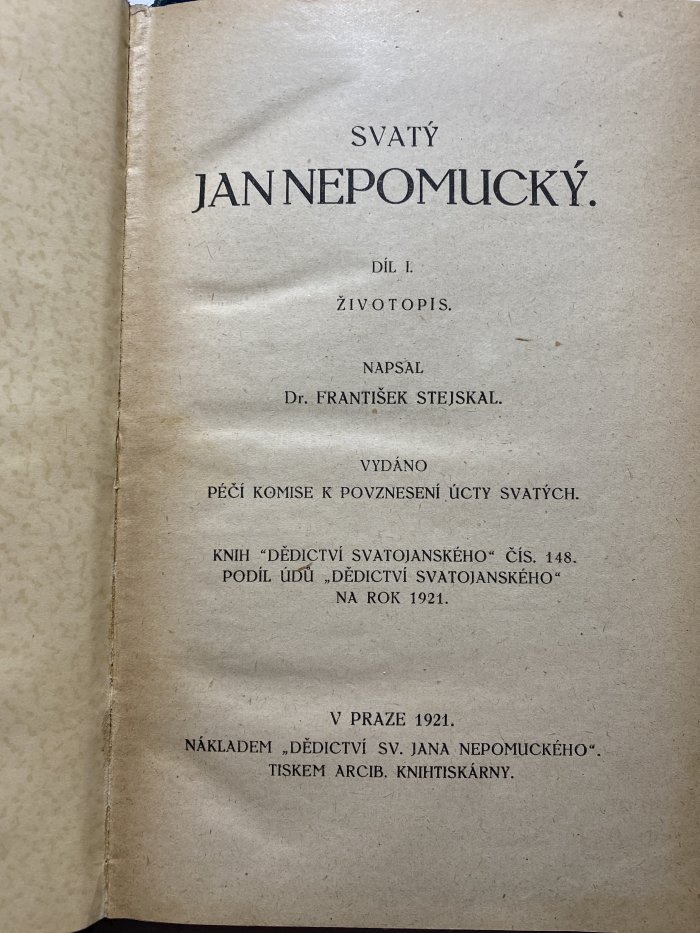 SVATÝ
JAN NEPOMUCKÝ.
DÍL I.
ŽIVOTOPIS.
NAPSAL
Dr. FRANTIŠEK STEJSKAL.
VYDÁNO
PÉČÍ KOMISE K POVZNESENÍ ÚCTY SVATÝCH.
KNIH "DĚDICTVÍ SVATOJANSKÉHO“ ČÍS. 148.
PODÍL ÚDŮ „DĚDICTVÍ SVATOJANSKÉHO“
NA ROK 1921.
V PRAZE 1921.
NÁKLADEM „DĚDICTVÍ SV. JANA NEPOMUCKÉHO“.
TISKEM ARCIB. KNIHTISKÁRNY.